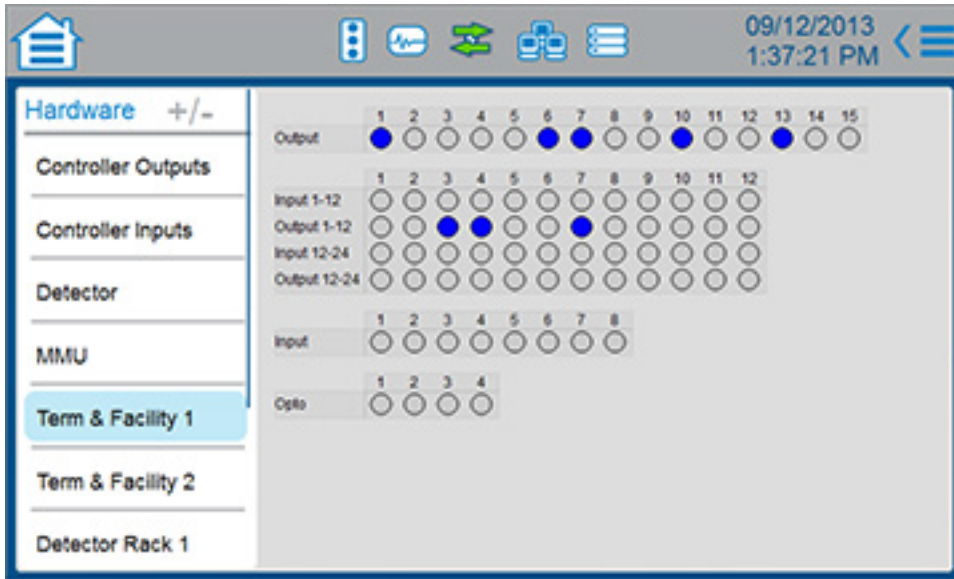 09/12/2013
1:37:21 PM
Hardware +/-
Controller Outputs
Controller Inputs
Detector
MMU
Term & Facility 1
Term & Facility 2
Detector Rack 1
1 2 3 4 5 6 7 8 9 10 11 12 13 14 15
Output
1 2 3 4 5 6 7 8 9 10 11 12
Input 1-12
Output 1-12
Input 12-24
Output 12-24
1 2 3 4 5 6 7 8
Input
1 2 3 4
Opto